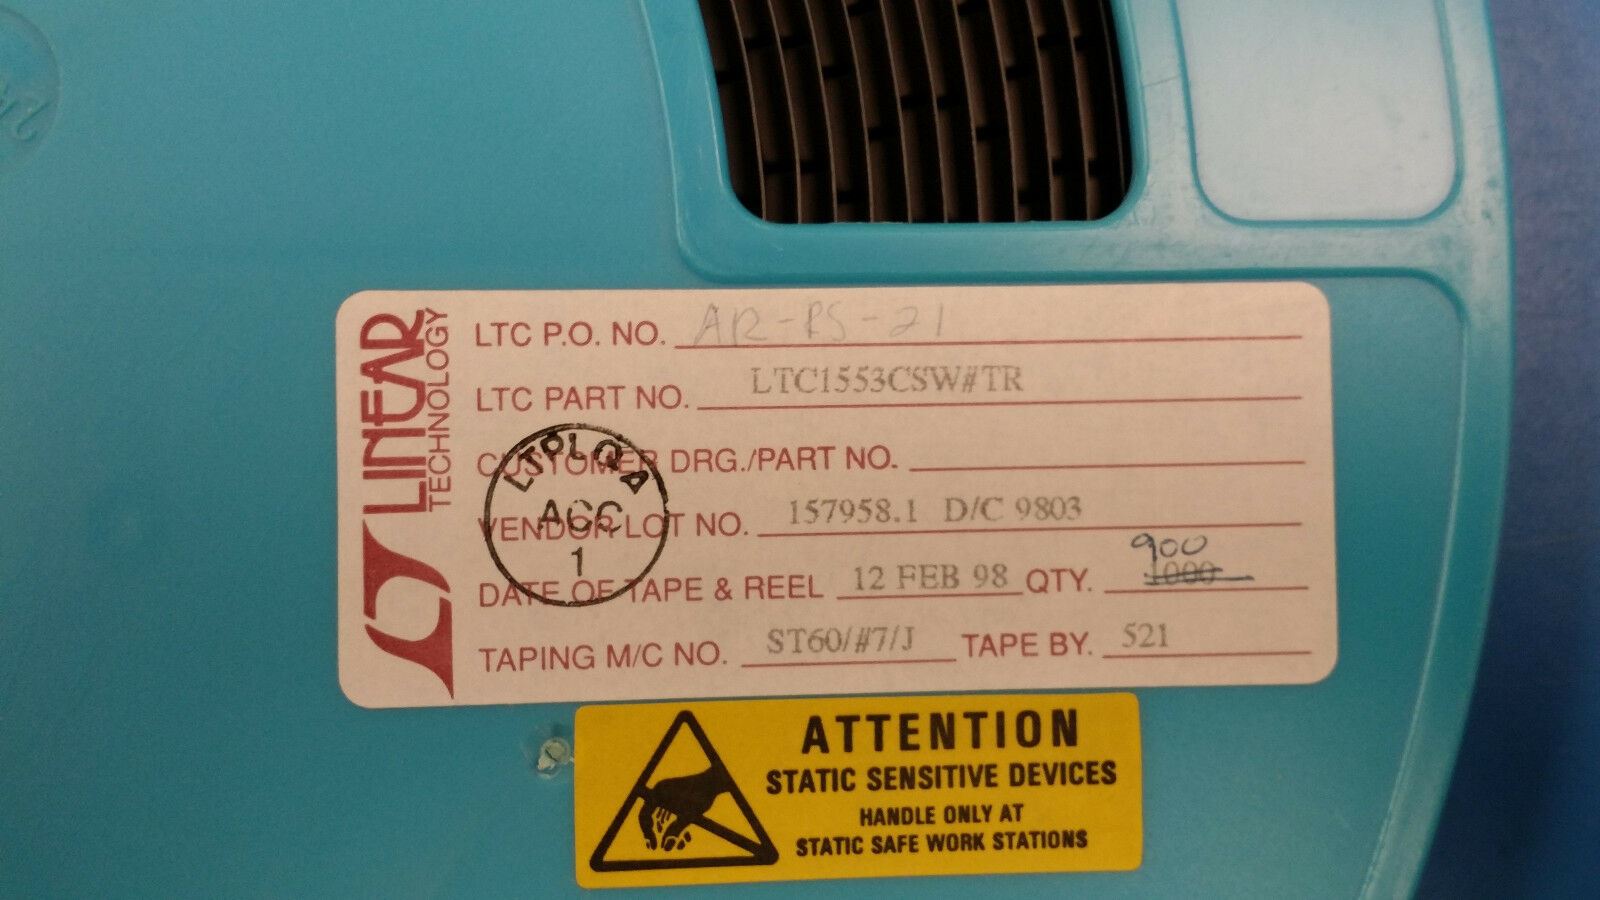 LINEAR
TECHNOLOGY
LTC P.O. NO. AR-PS-21
LTC PART NO. LTC1553CSW#TR
CUSTOMER DRG./PART NO.
VENDOR LOT NO. 157958.1 D/C 9803
900
DATE OF TAPE & REEL 12 FEB 98 QTY. 1000
TAPING M/C NO. ST60/#7/J TAPE BY. 521
LTOLQA
ACC
1
ATTENTION
STATIC SENSITIVE DEVICES
HANDLE ONLY AT
STATIC SAFE WORK STATIONS